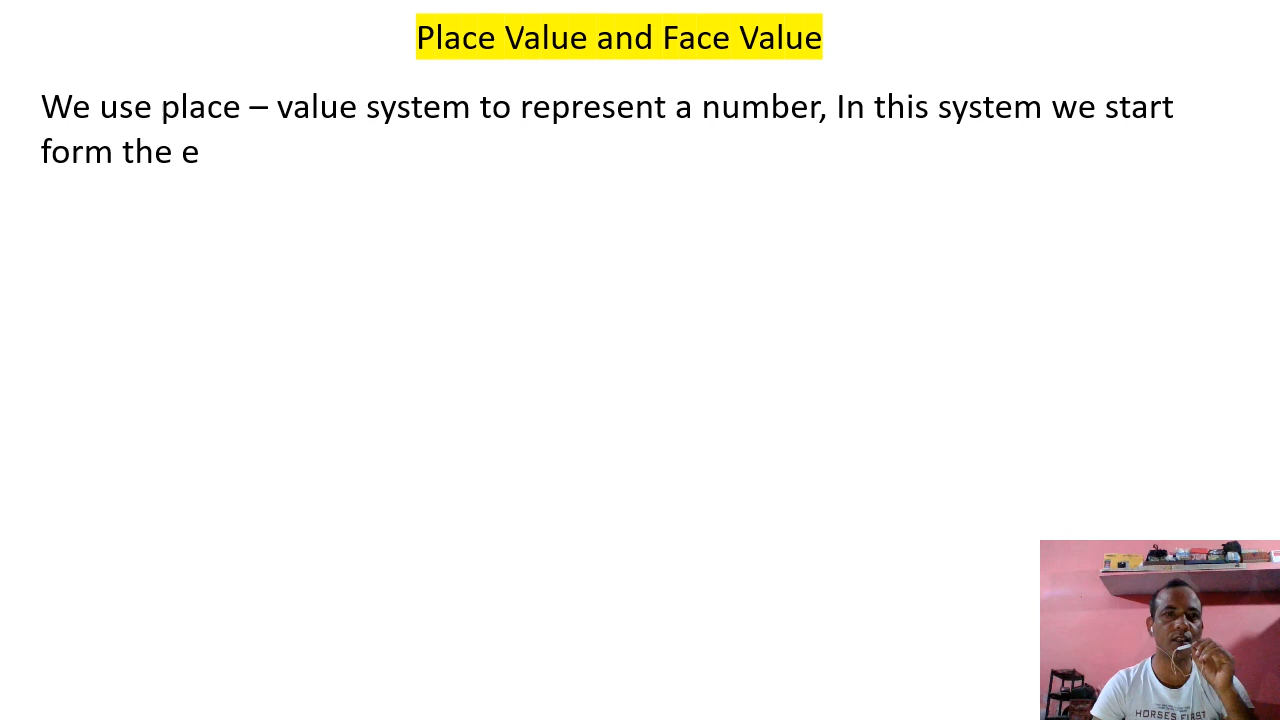 Place Value and Face Value
We use place – value system to represent a number, In this system we start
form the e
HORSES FIRST